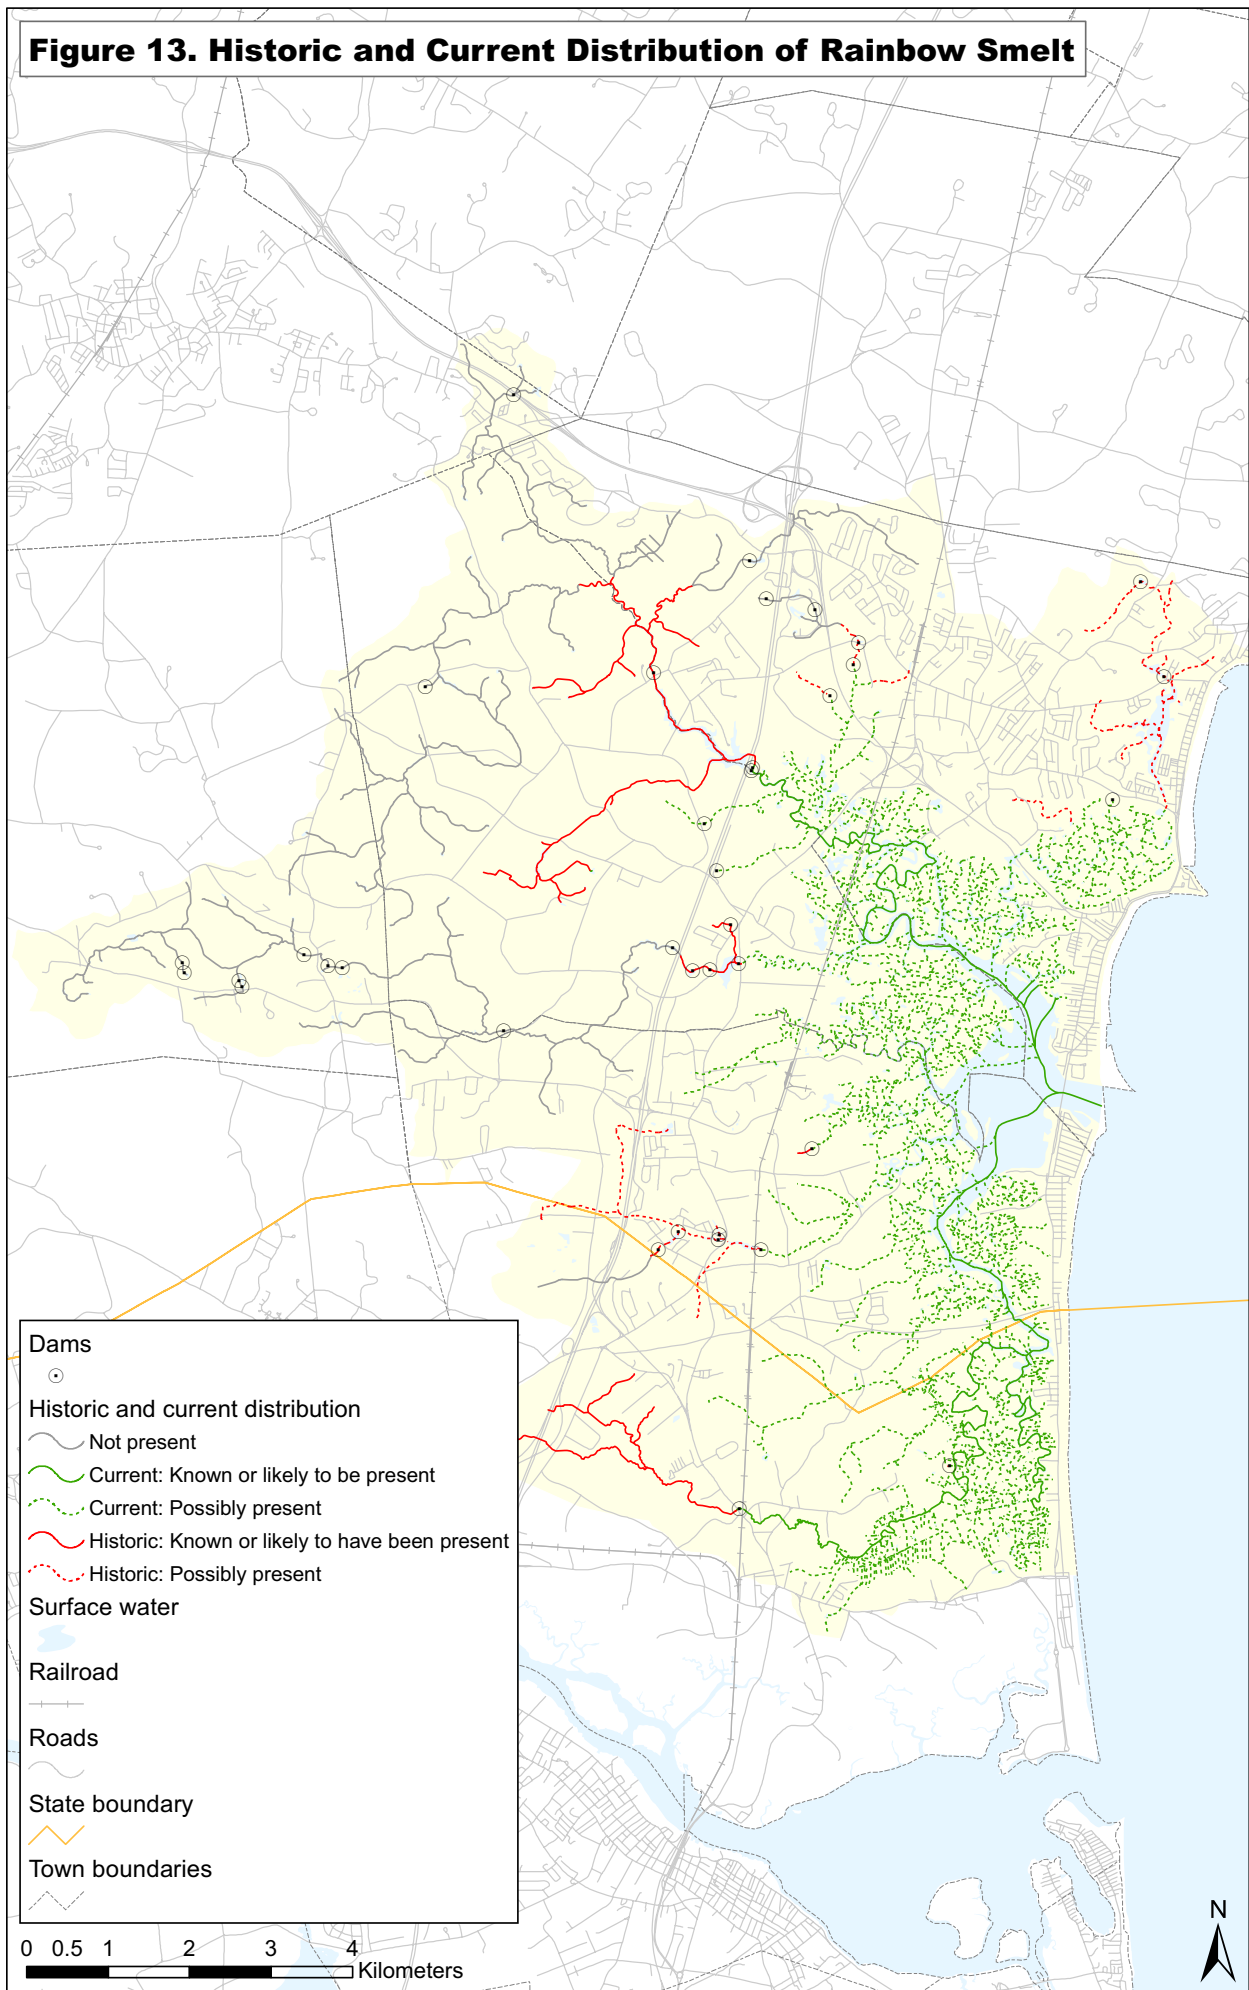 Figure 13. Historic and Current Distribution of Rainbow Smelt
Dams
Historic and current distribution
Not present
Current: Known or likely to be present
Current: Possibly present
Historic: Known or likely to have been present
Historic: Possibly present
Surface water
Railroad
Roads
State boundary
Town boundaries
0 0.5 1 2 3 4
Kilometers
N